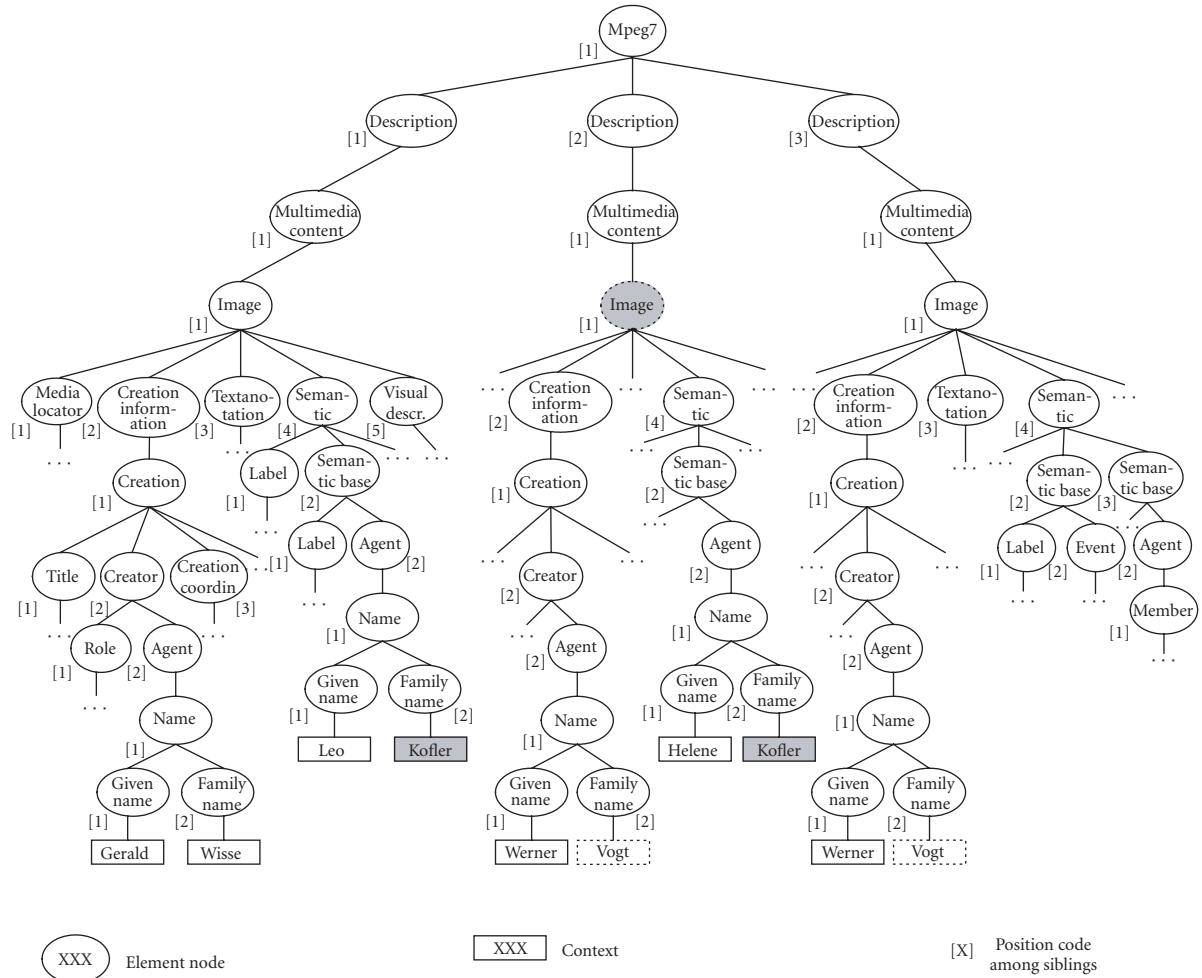 Mpeg7
[1]
Description
[1]
Description
[2]
Description
[3]
Multimedia
content
[1]
Multimedia
content
[1]
Multimedia
content
[1]
Image
[1]
Image
[1]
Image
[1]
Media
locator
[1]
...
Creation
inform-
ation
[2]
Textano-
tation
[3]
...
Seman-
tic
[4]
Visual
descr.
[5]
...
...
...
Creation
inform-
ation
[2]
...
Seman-
tic
[4]
...
...
...
...
Creation
inform-
ation
[2]
Textano-
tation
[3]
...
Seman-
tic
[4]
...
...
Creation
[1]
Label
[1]
...
Seman-
tic base
[2]
Creation
[1]
Seman-
tic base
[2]
...
Creation
[1]
Seman-
tic base
[2]
Seman-
tic base
[3]
...
Title
[1]
...
Creator
[2]
Creation
coordin
[3]
...
...
Label
[1]
...
Agent
[2]
...
Creator
[2]
...
...
Agent
[2]
...
Creator
[2]
...
...
Label
[1]
...
Event
[2]
...
Agent
[2]
Role
[1]
...
Agent
[2]
Name
[1]
Agent
[2]
Name
[1]
Agent
[2]
Member
[1]
...
Name
[1]
Given
name
[1]
Family
name
[2]
Leo
Kofler
Name
[1]
Given
name
[1]
Family
name
[2]
Helene
Kofler
Name
[1]
Given
name
[1]
Family
name
[2]
Gerald
Wisse
Given
name
[1]
Family
name
[2]
Werner
Vogt
Given
name
[1]
Family
name
[2]
Werner
Vogt
XXX
Element node
XXX
Context
[X]
Position code
among siblings